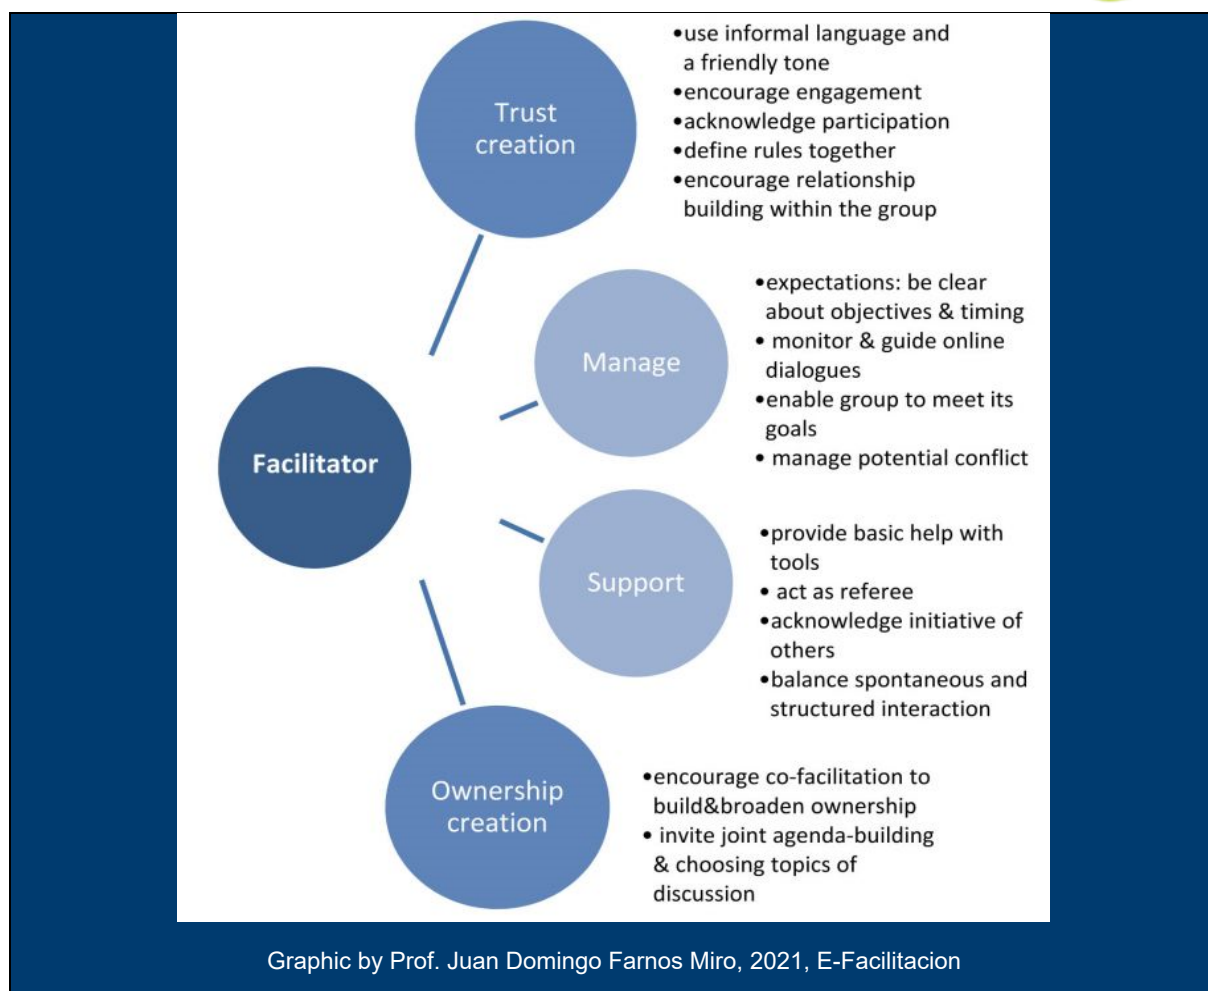 Trust
creation
•use informal language and
a friendly tone
•encourage engagement
•acknowledge participation
•define rules together
•encourage relationship
building within the group
Manage
•expectations: be clear
about objectives & timing
• monitor & guide online
dialogues
•enable group to meet its
goals
• manage potential conflict
Facilitator
Support
•provide basic help with
tools
• act as referee
•acknowledge initiative of
others
•balance spontaneous and
structured interaction
Ownership
creation
•encourage co-facilitation to
build&broaden ownership
• invite joint agenda-building
& choosing topics of
discussion
Graphic by Prof. Juan Domingo Farnos Miro, 2021, E-Facilitacion